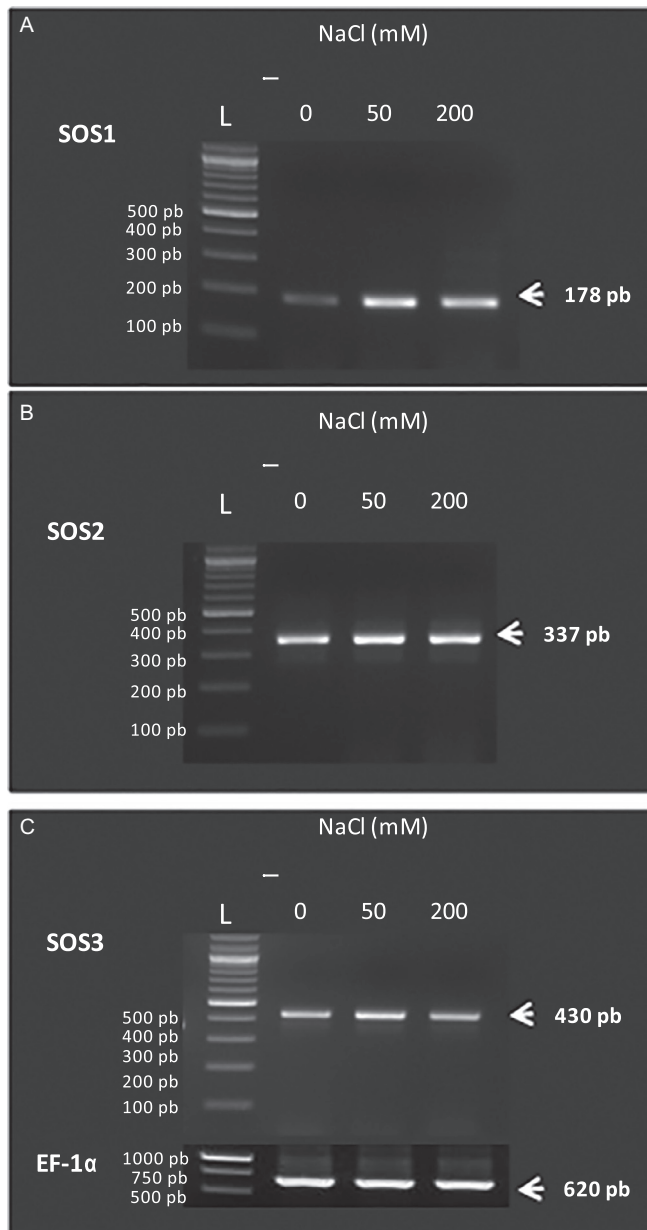 A
NaCl (mM)
L 0 50 200
SOS1
500 pb
400 pb
300 pb
200 pb
100 pb
178 pb
B
NaCl (mM)
L 0 50 200
SOS2
500 pb
400 pb
300 pb
200 pb
100 pb
337 pb
C
NaCl (mM)
L 0 50 200
SOS3
500 pb
400 pb
300 pb
200 pb
100 pb
430 pb
EF-1α
1000 pb
750 pb
500 pb
620 pb